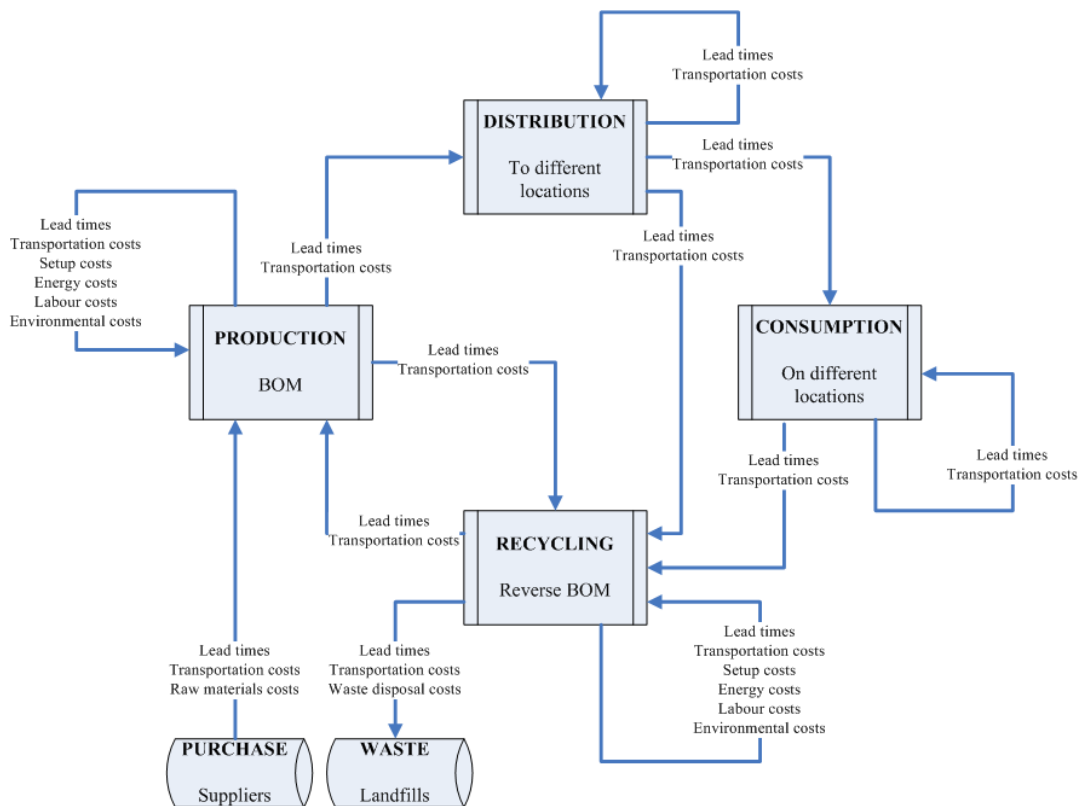 Lead times
Transportation costs
DISTRIBUTION
To different
locations
Lead times
Transportation costs
Lead times
Transportation costs
Setup costs
Energy costs
Labour costs
Environmental costs
Lead times
Transportation costs
Lead times
Transportation costs
PRODUCTION
BOM
CONSUMPTION
On different
locations
Lead times
Transportation costs
Lead times
Transportation costs
Lead times
Transportation costs
Lead times
Transportation costs
RECYCLING
Reverse BOM
Lead times
Transportation costs
Raw materials costs
Lead times
Transportation costs
Waste disposal costs
Lead times
Transportation costs
Setup costs
Energy costs
Labour costs
Environmental costs
PURCHASE
Suppliers
WASTE
Landfills